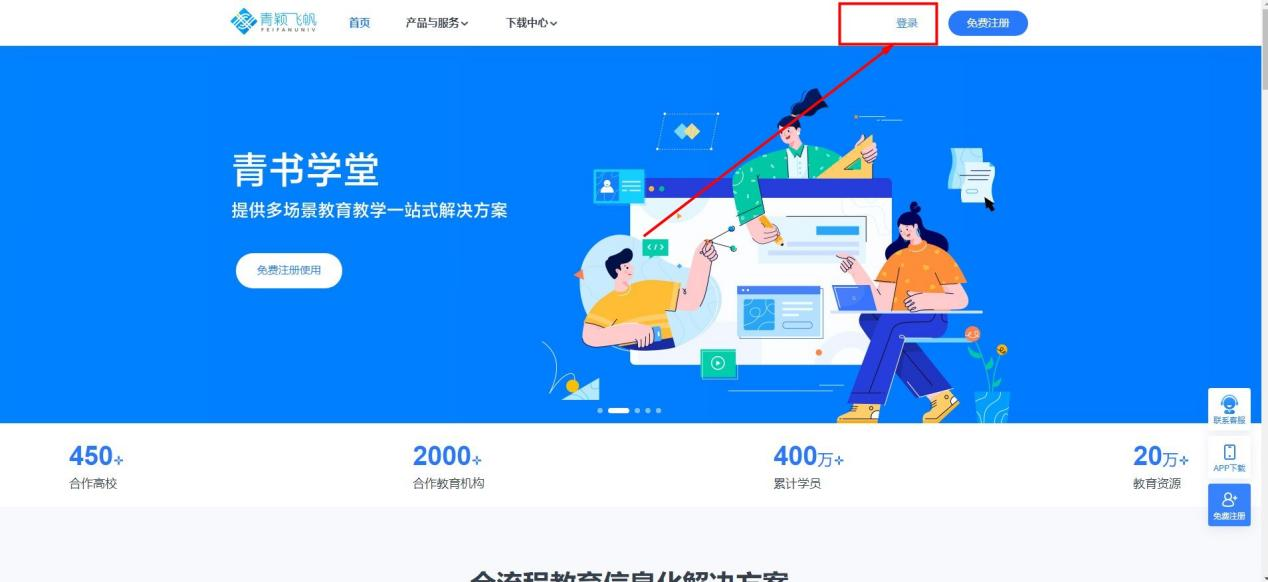 青颖飞帆
FEIFANUNIV
首页
产品与服务
下载中心
登录
免费注册
青书学堂
提供多场景教育教学一站式解决方案
免费注册使用
</>
450+
合作高校
2000+
合作教育机构
400万+
累计学员
20万+
教育资源
联系客服
APP下载
免费注册
全流程教育信息化解决方案